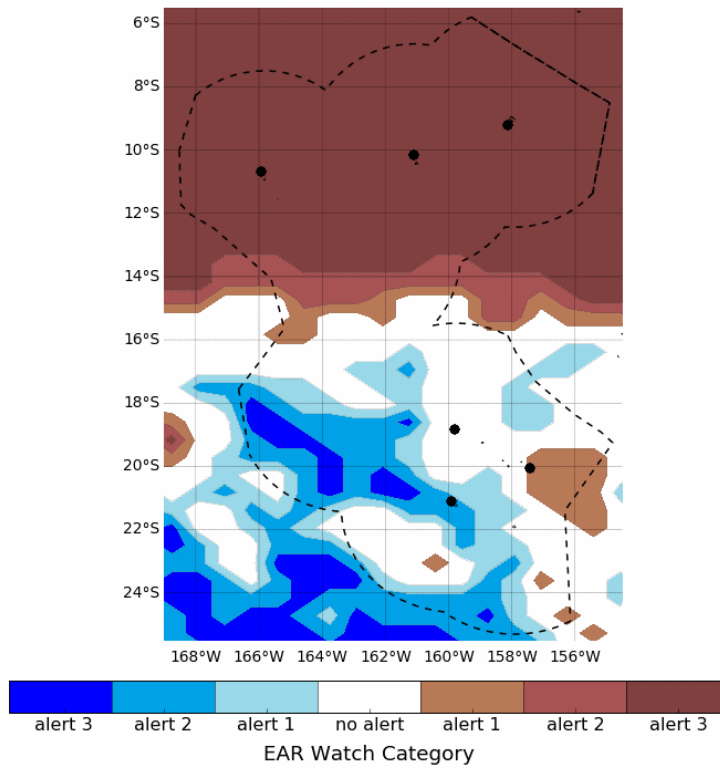 6°S
8°S
10°S
12°S
14°S
16°S
18°S
20°S
22°S
24°S
168°W 166°W 164°W 162°W 160°W 158°W 156°W
alert 3 alert 2 alert 1 no alert alert 1 alert 2 alert 3
EAR Watch Category